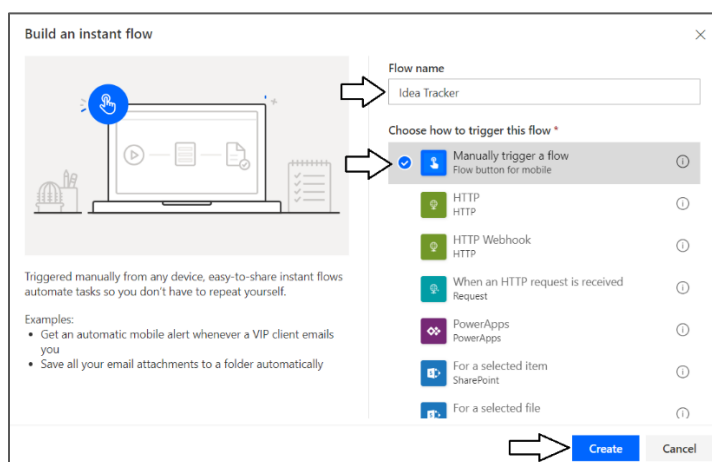 Build an instant flow
Triggered manually from any device, easy-to-share instant flows
automate tasks so you don't have to repeat yourself.
Examples:
• Get an automatic mobile alert whenever a VIP client emails
you
• Save all your email attachments to a folder automatically
Flow name
Idea Tracker
Choose how to trigger this flow *
Manually trigger a flow
Flow button for mobile
HTTP
HTTP
HTTP Webhook
HTTP
When an HTTP request is received
Request
PowerApps
PowerApps
For a selected item
SharePoint
For a selected file
Create
Cancel